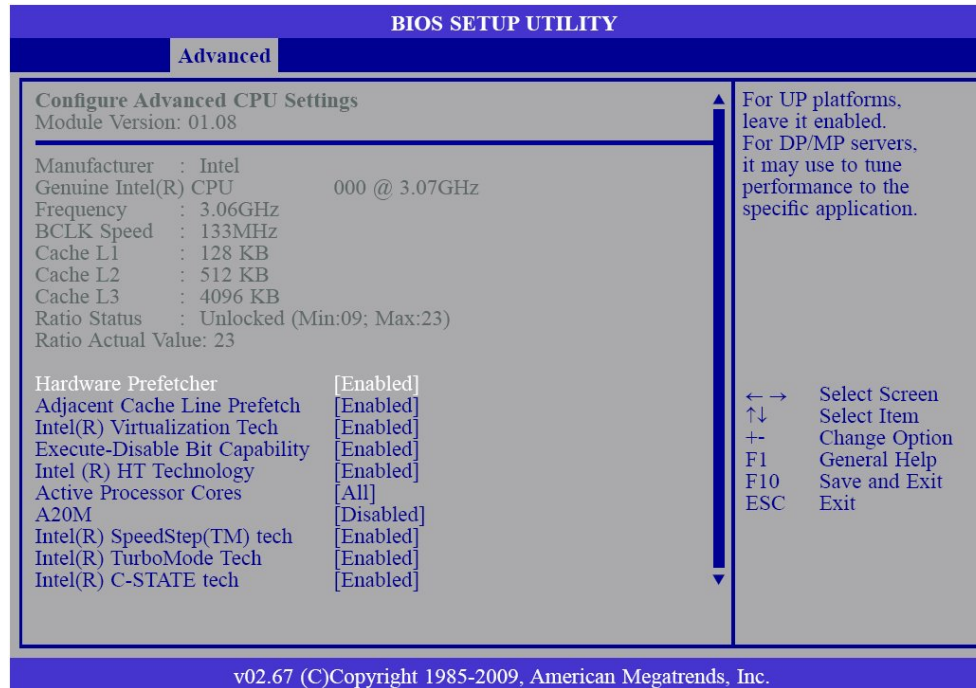 BIOS SETUP UTILITY
Advanced
Configure Advanced CPU Settings
Module Version: 01.08
Manufacturer : Intel
Genuine Intel(R) CPU 000 @ 3.07GHz
Frequency : 3.06GHz
BCLK Speed : 133MHz
Cache L1 : 128 KB
Cache L2 : 512 KB
Cache L3 : 4096 KB
Ratio Status : Unlocked (Min:09; Max:23)
Ratio Actual Value: 23
Hardware Prefetcher [Enabled]
Adjacent Cache Line Prefetch [Enabled]
Intel(R) Virtualization Tech [Enabled]
Execute-Disable Bit Capability [Enabled]
Intel (R) HT Technology [Enabled]
Active Processor Cores [All]
A20M [Disabled]
Intel(R) SpeedStep(TM) tech [Enabled]
Intel(R) TurboMode Tech [Enabled]
Intel(R) C-STATE tech [Enabled]
For UP platforms,
leave it enabled.
For DP/MP servers,
it may use to tune
performance to the
specific application.
←→ Select Screen
↑↓ Select Item
+- Change Option
F1 General Help
F10 Save and Exit
ESC Exit
v02.67 (C)Copyright 1985-2009, American Megatrends, Inc.